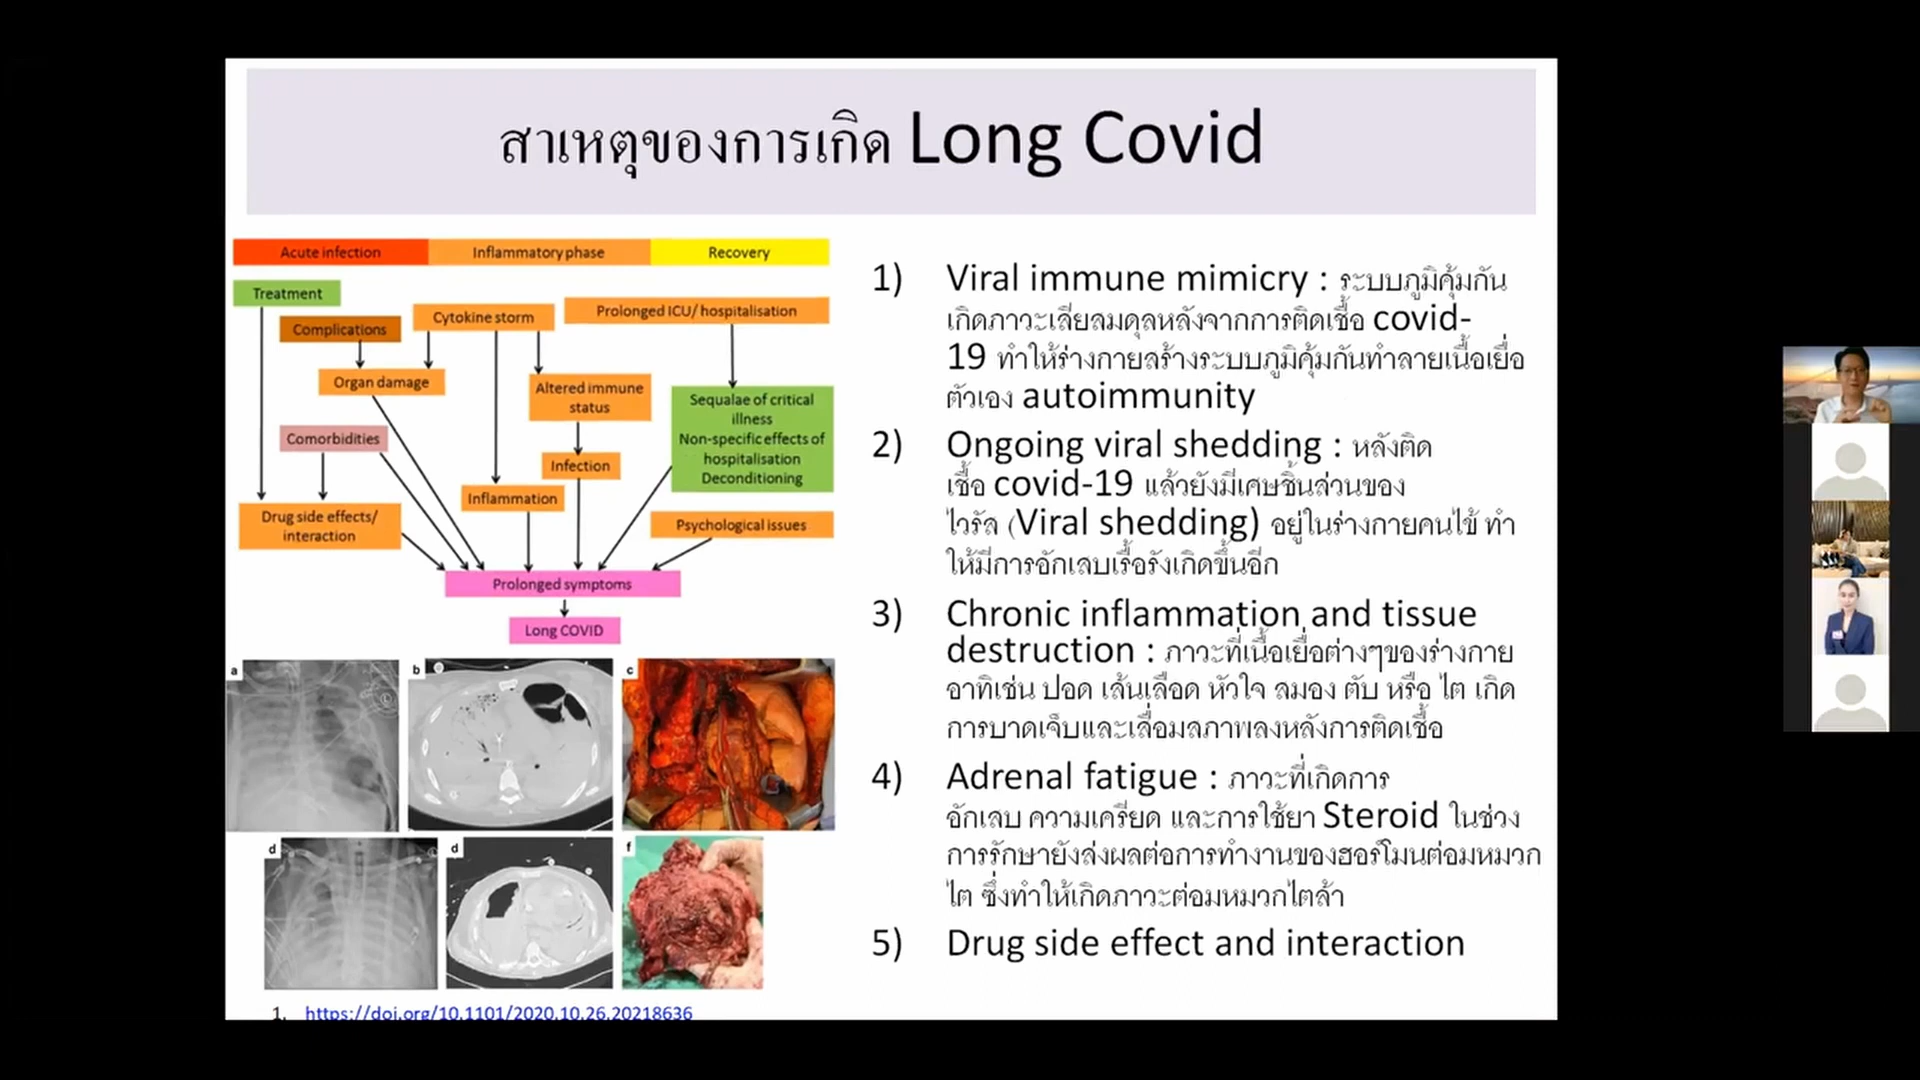 สาเหตุของการเกิด Long Covid
Acute infection
Inflammatory phase
Recovery
Treatment
Complications
Cytokine storm
Prolonged ICU/ hospitalisation
Organ damage
Altered immune
status
Sequalae of critical
illness
Non-specific effects of
hospitalisation
Deconditioning
Comorbidities
Infection
Inflammation
Drug side effects/
interaction
Psychological issues
Prolonged symptoms
Long COVID
a
b
c
d
d
f
1. https://doi.org/10.1101/2020.10.26.20218636
1) Viral immune mimicry : ระบบภูมิคุ้มกัน
เกิดภาวะเสียสมดุลหลังจากการติดเชื้อ covid-
19 ทำให้ร่างกายสร้างระบบภูมิคุ้มกันทำลายเนื้อเยื่อ
ตัวเอง autoimmunity
2) Ongoing viral shedding : หลังติด
เชื้อ covid-19 แล้วยังมีเศษชิ้นส่วนของ
ไวรัส (Viral shedding) อยู่ในร่างกายคนไข้ ทำ
ให้มีการอักเสบเรื้อรังเกิดขึ้นอีก
3) Chronic inflammation and tissue
destruction : ภาวะที่เนื้อเยื่อต่างๆของร่างกาย
อาทิเช่น ปอด เส้นเลือด หัวใจ สมอง ตับ หรือ ไต เกิด
การบาดเจ็บและเสื่อมสภาพลงหลังการติดเชื้อ
4) Adrenal fatigue : ภาวะที่เกิดการ
อักเสบ ความเครียด และการใช้ยา Steroid ในช่วง
การรักษายังส่งผลต่อการทำงานของฮอร์โมนต่อมหมวก
ไต ซึ่งทำให้เกิดภาวะต่อมหมวกไตล้า
5) Drug side effect and interaction